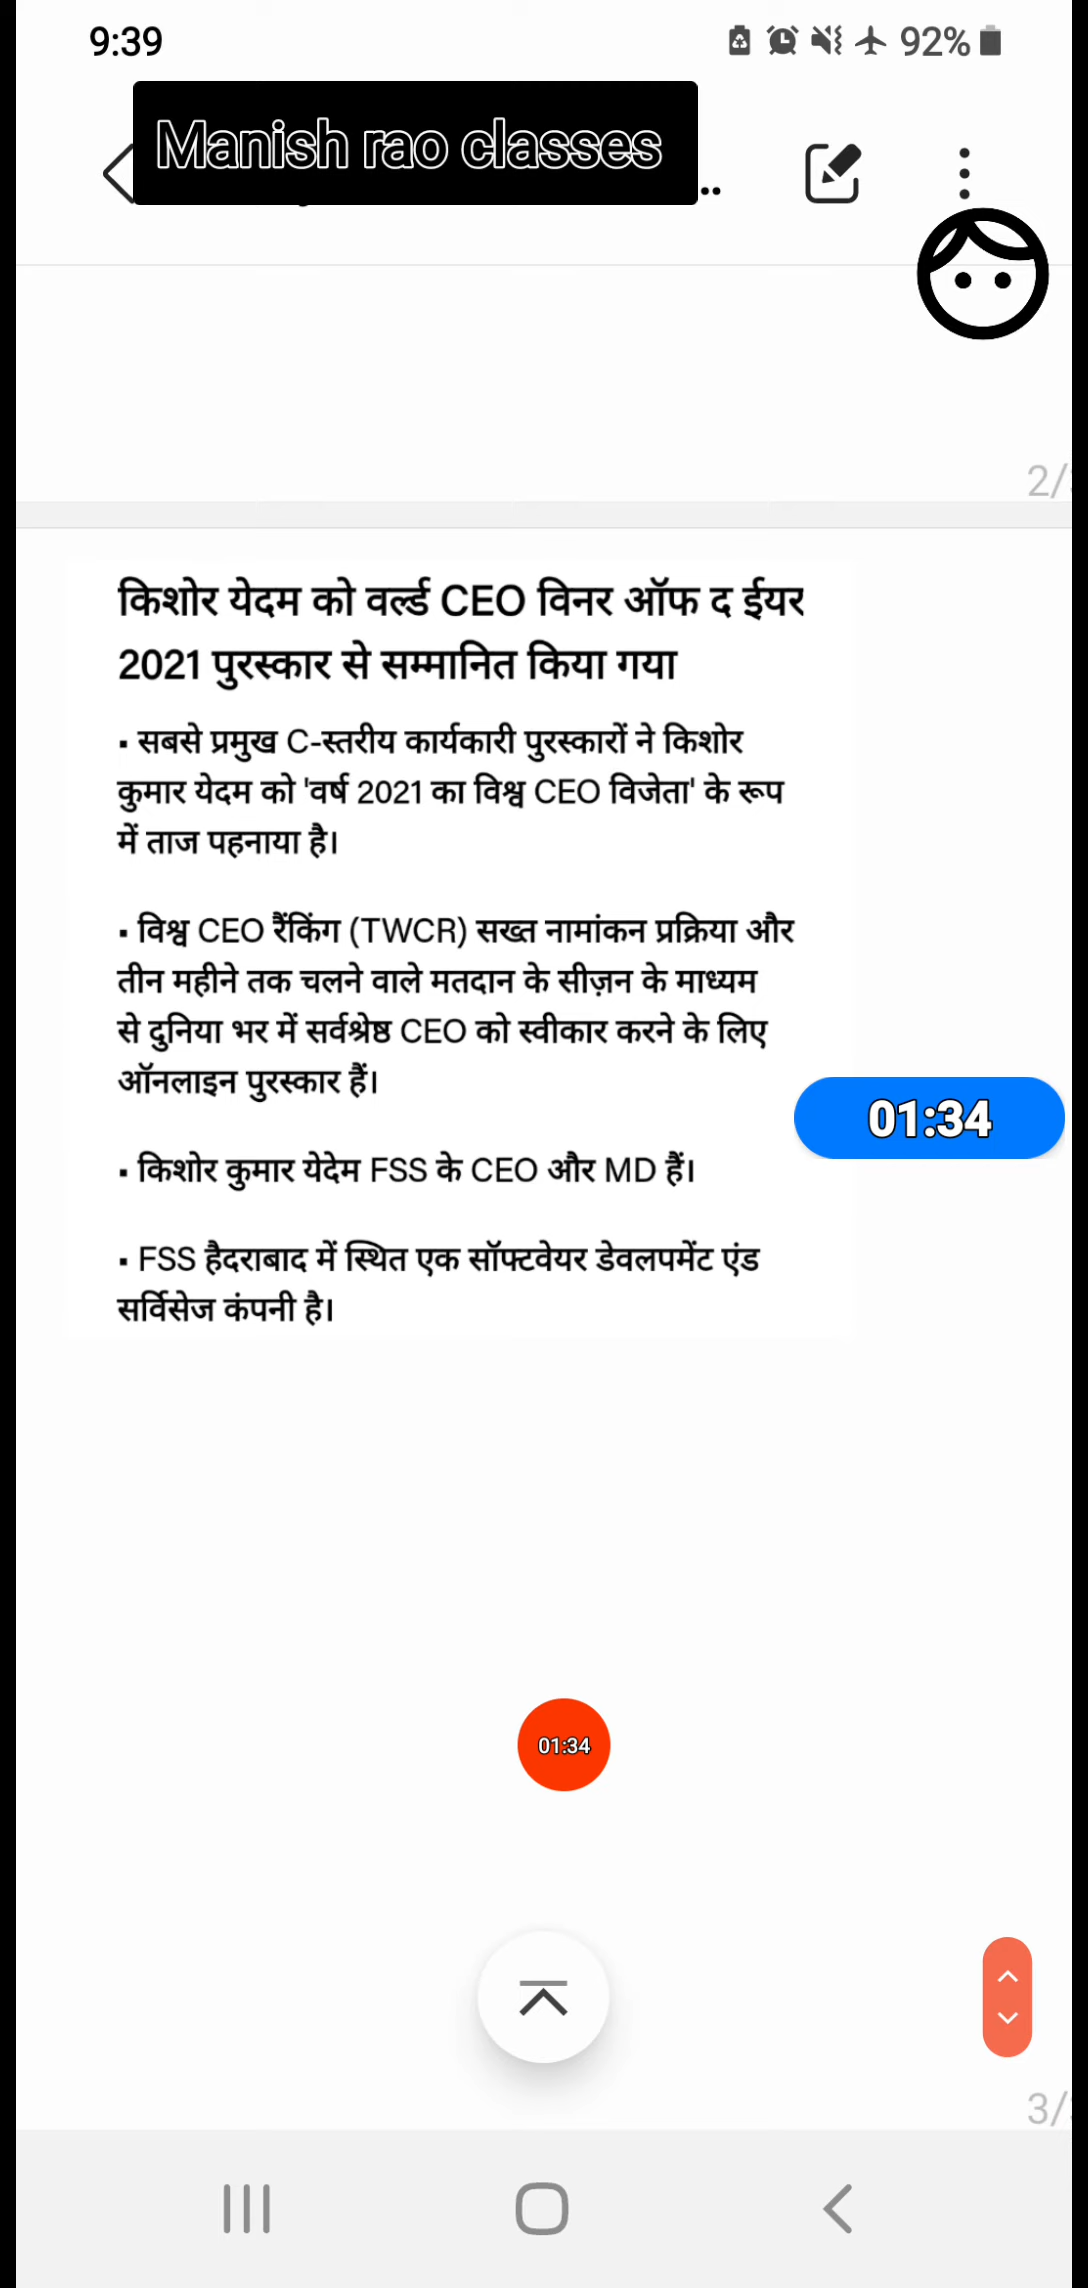 9:39
92%
Manish rao classes
..
2/
किशोर येदम को वर्ल्ड CEO विनर ऑफ द ईयर
2021 पुरस्कार से सम्मानित किया गया
▪ सबसे प्रमुख C-स्तरीय कार्यकारी पुरस्कारों ने किशोर
कुमार येदम को 'वर्ष 2021 का विश्व CEO विजेता' के रूप
में ताज पहनाया है।
▪ विश्व CEO रैंकिंग (TWCR) सख्त नामांकन प्रक्रिया और
तीन महीने तक चलने वाले मतदान के सीज़न के माध्यम
से दुनिया भर में सर्वश्रेष्ठ CEO को स्वीकार करने के लिए
ऑनलाइन पुरस्कार हैं।
01:34
▪ किशोर कुमार येदेम FSS के CEO और MD हैं।
▪ FSS हैदराबाद में स्थित एक सॉफ्टवेयर डेवलपमेंट एंड
सर्विसेज कंपनी है।
01:34
3/